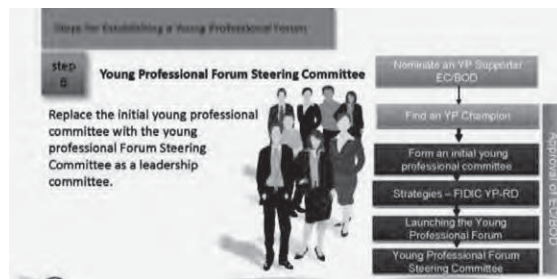 Steps for Establishing a Young Professional Forum
step
6
Young Professional Forum Steering Committee
Replace the initial young professional
committee with the young
professional Forum Steering
Committee as a leadership
committee.
Nominate an YP Supporter
EC/BOD
Find an YP Champion
Form an initial young
professional committee
Strategies – FIDIC YP-RD
Launching the Young
Professional Forum
Young Professional Forum
Steering Committee
Approval of EC/BOD